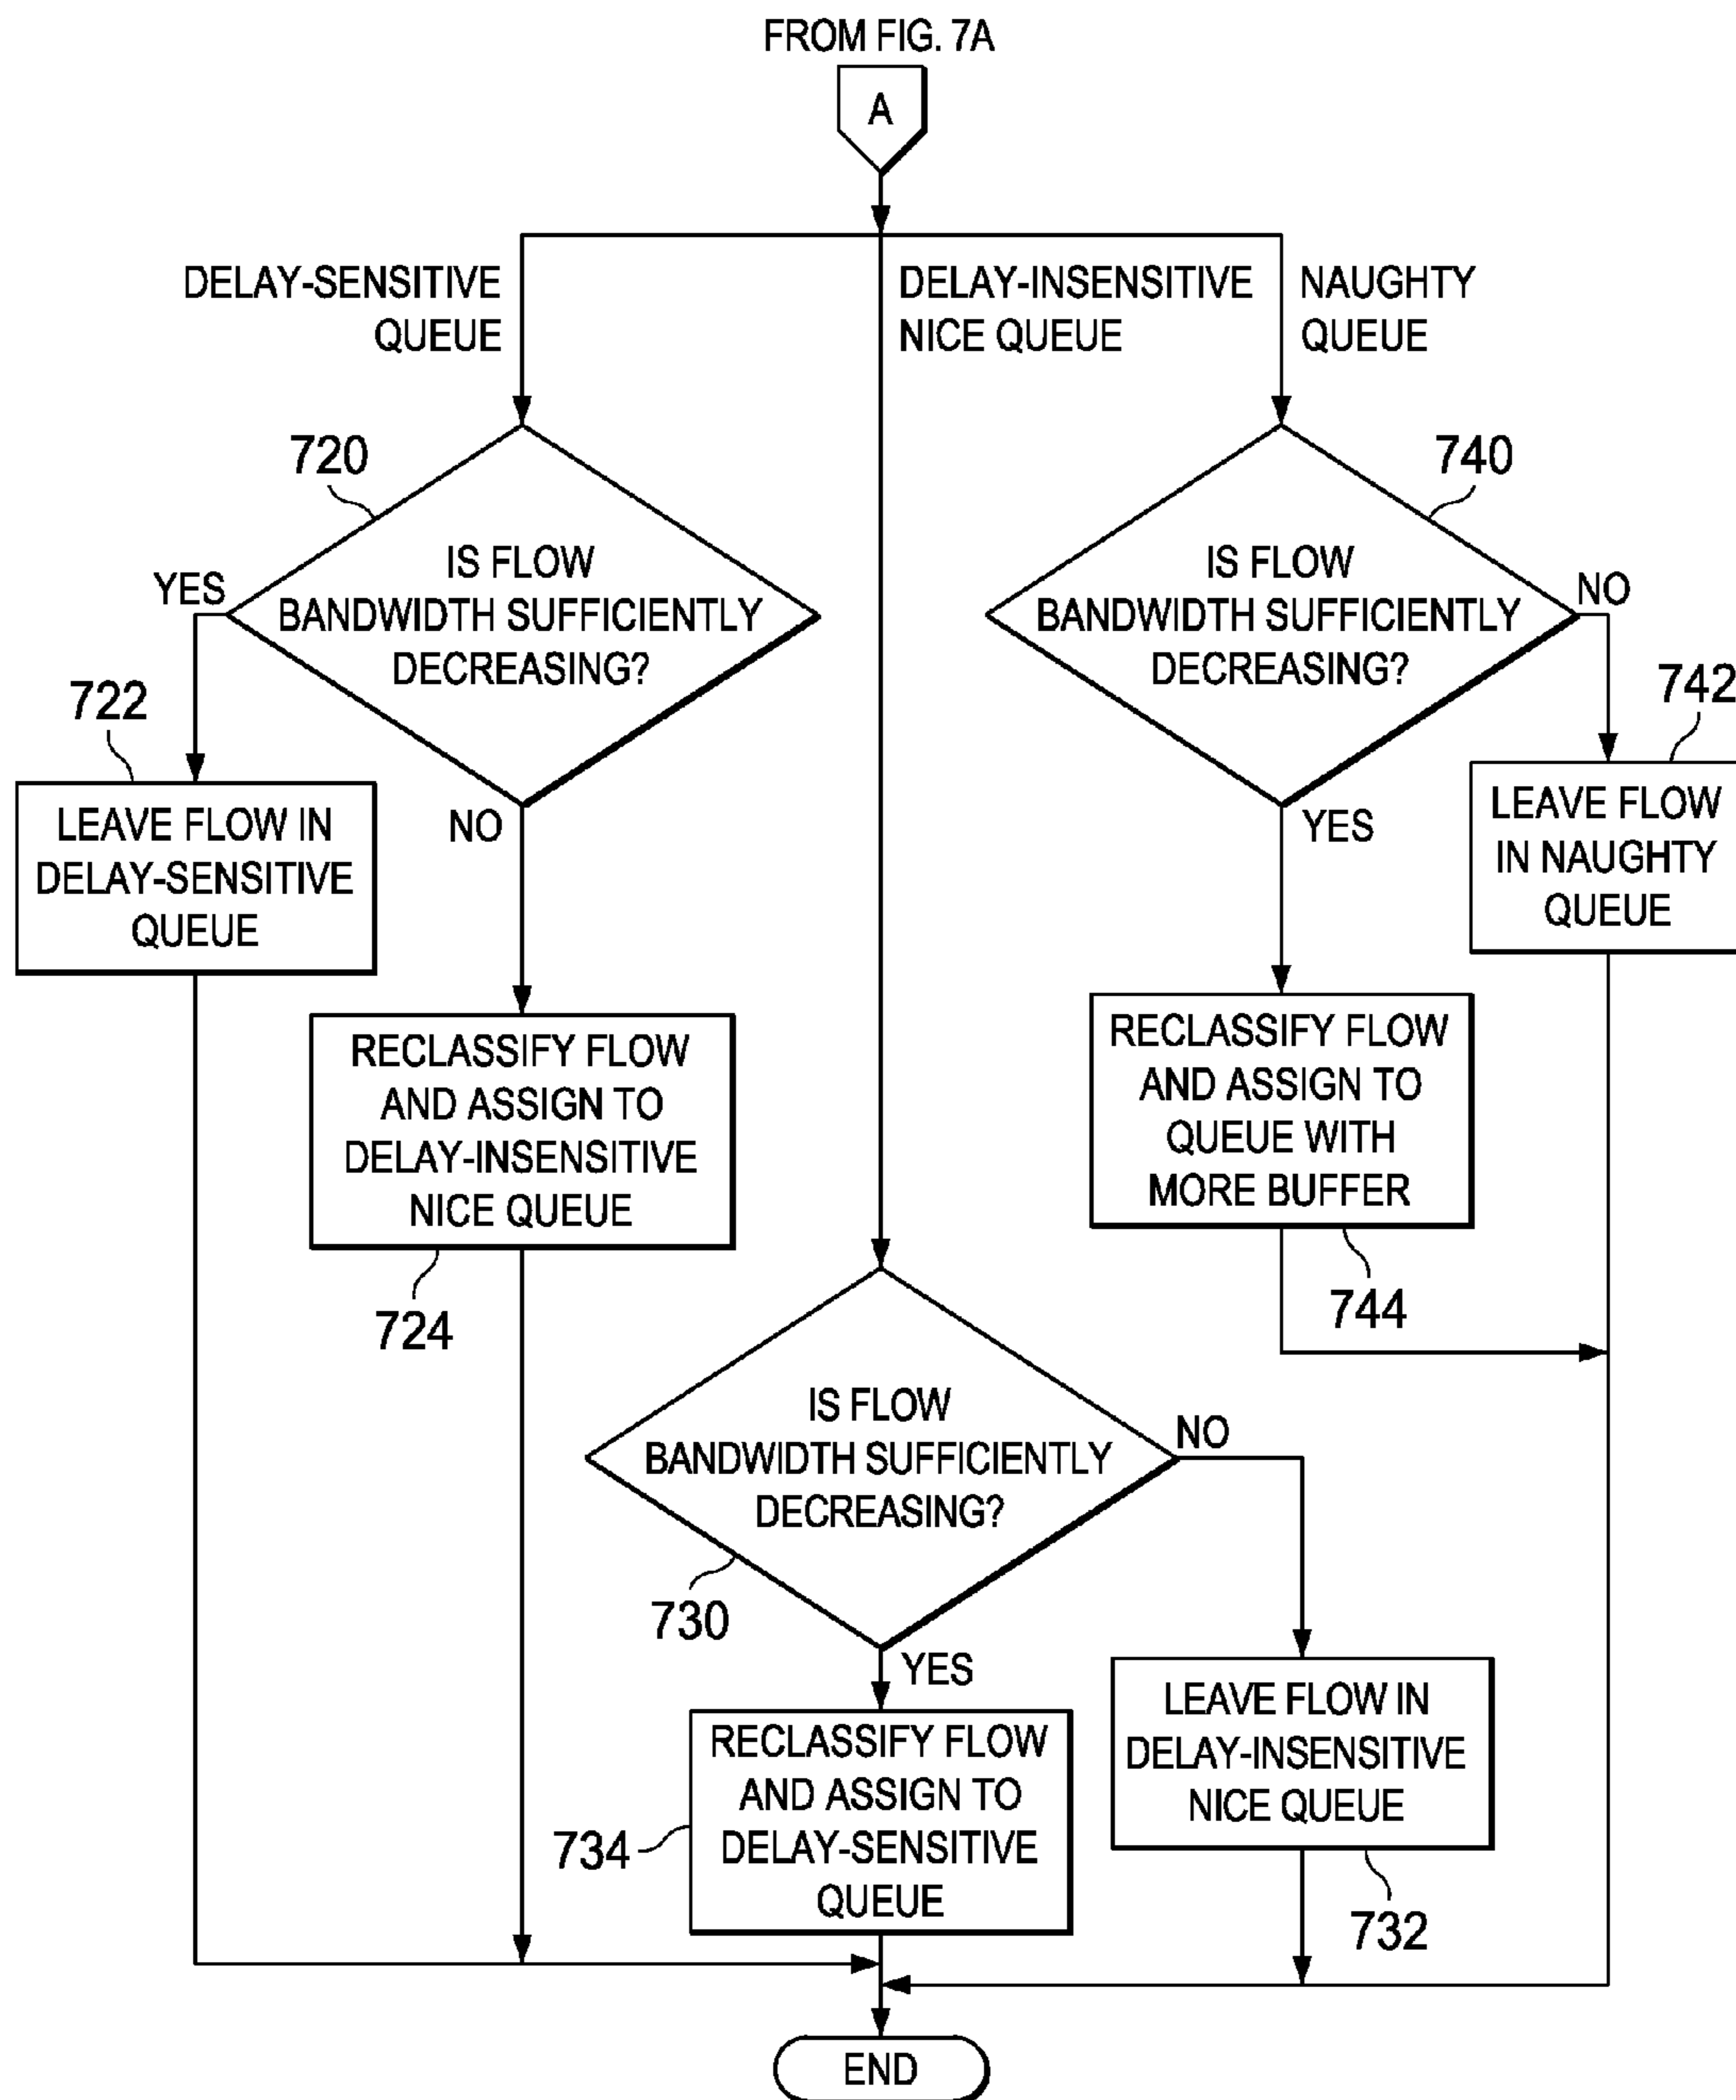 FROM FIG. 7A
A
DELAY-SENSITIVE
QUEUE
DELAY-INSENSITIVE
NICE QUEUE
NAUGHTY
QUEUE
720
IS FLOW
BANDWIDTH SUFFICIENTLY
DECREASING?
YES
NO
722
LEAVE FLOW IN
DELAY-SENSITIVE
QUEUE
RECLASSIFY FLOW
AND ASSIGN TO
DELAY-INSENSITIVE
NICE QUEUE
724
740
IS FLOW
BANDWIDTH SUFFICIENTLY
DECREASING?
NO
YES
742
LEAVE FLOW
IN NAUGHTY
QUEUE
RECLASSIFY FLOW
AND ASSIGN TO
QUEUE WITH
MORE BUFFER
744
IS FLOW
BANDWIDTH SUFFICIENTLY
DECREASING?
NO
730
YES
RECLASSIFY FLOW
AND ASSIGN TO
DELAY-SENSITIVE
QUEUE
734
LEAVE FLOW IN
DELAY-INSENSITIVE
NICE QUEUE
732
END